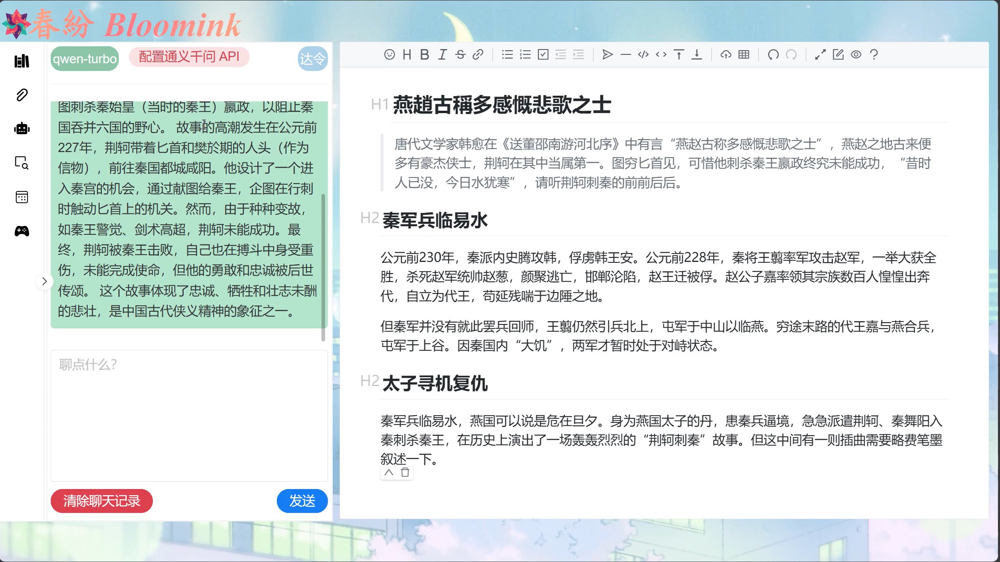 春紛 Bloomink
qwen-turbo
配置通义千问 API
达令
图刺杀秦始皇（当时的秦王）嬴政，以阻止秦
国吞并六国的野心。 故事的高潮发生在公元前
227年，荆轲带着匕首和樊於期的人头（作为
信物），前往秦国都城咸阳。他设计了一个进
入秦宫的机会，通过献图给秦王，企图在行刺
时触动匕首上的机关。然而，由于种种变故，
如秦王警觉、剑术高超，荆轲未能成功。最
终，荆轲被秦王击败，自己也在搏斗中身受重
伤，未能完成使命，但他的勇敢和忠诚被后世
传颂。 这个故事体现了忠诚、牺牲和壮志未酬
的悲壮，是中国古代侠义精神的象征之一。
聊点什么？
清除聊天记录
发送
H1 燕趙古稱多感慨悲歌之士
唐代文学家韩愈在《送董邵南游河北序》中有言“燕赵古称多感慨悲歌之士”，燕赵之地古来便
多有豪杰侠士，荆轲在其中当属第一。图穷匕首见，可惜他刺杀秦王嬴政终究未能成功，“昔时
人已没，今日水犹寒”，请听荆轲刺秦的前前后后。
H2 秦军兵临易水
公元前230年，秦派内史腾攻韩，俘虏韩王安。公元前228年，秦将王翦率军攻击赵军，一举大获全
胜，杀死赵军统帅赵葱，颜聚逃亡，邯郸沦陷，赵王迁被俘。赵公子嘉率领其宗族数百人惶惶出奔
代，自立为代王，苟延残喘于边陲之地。
但秦军并没有就此罢兵回师，王翦仍然引兵北上，屯军于中山以临燕。穷途末路的代王嘉与燕合兵，
屯军于上谷。因秦国内“大饥”，两军才暂时处于对峙状态。
H2 太子寻机复仇
秦军兵临易水，燕国可以说是危在旦夕。身为燕国太子的丹，患秦兵逼境，急急派遣荆轲、秦舞阳入
秦刺杀秦王，在历史上演出了一场轰轰烈烈的“荆轲刺秦”故事。但这中间有一则插曲需要略费笔墨
叙述一下。